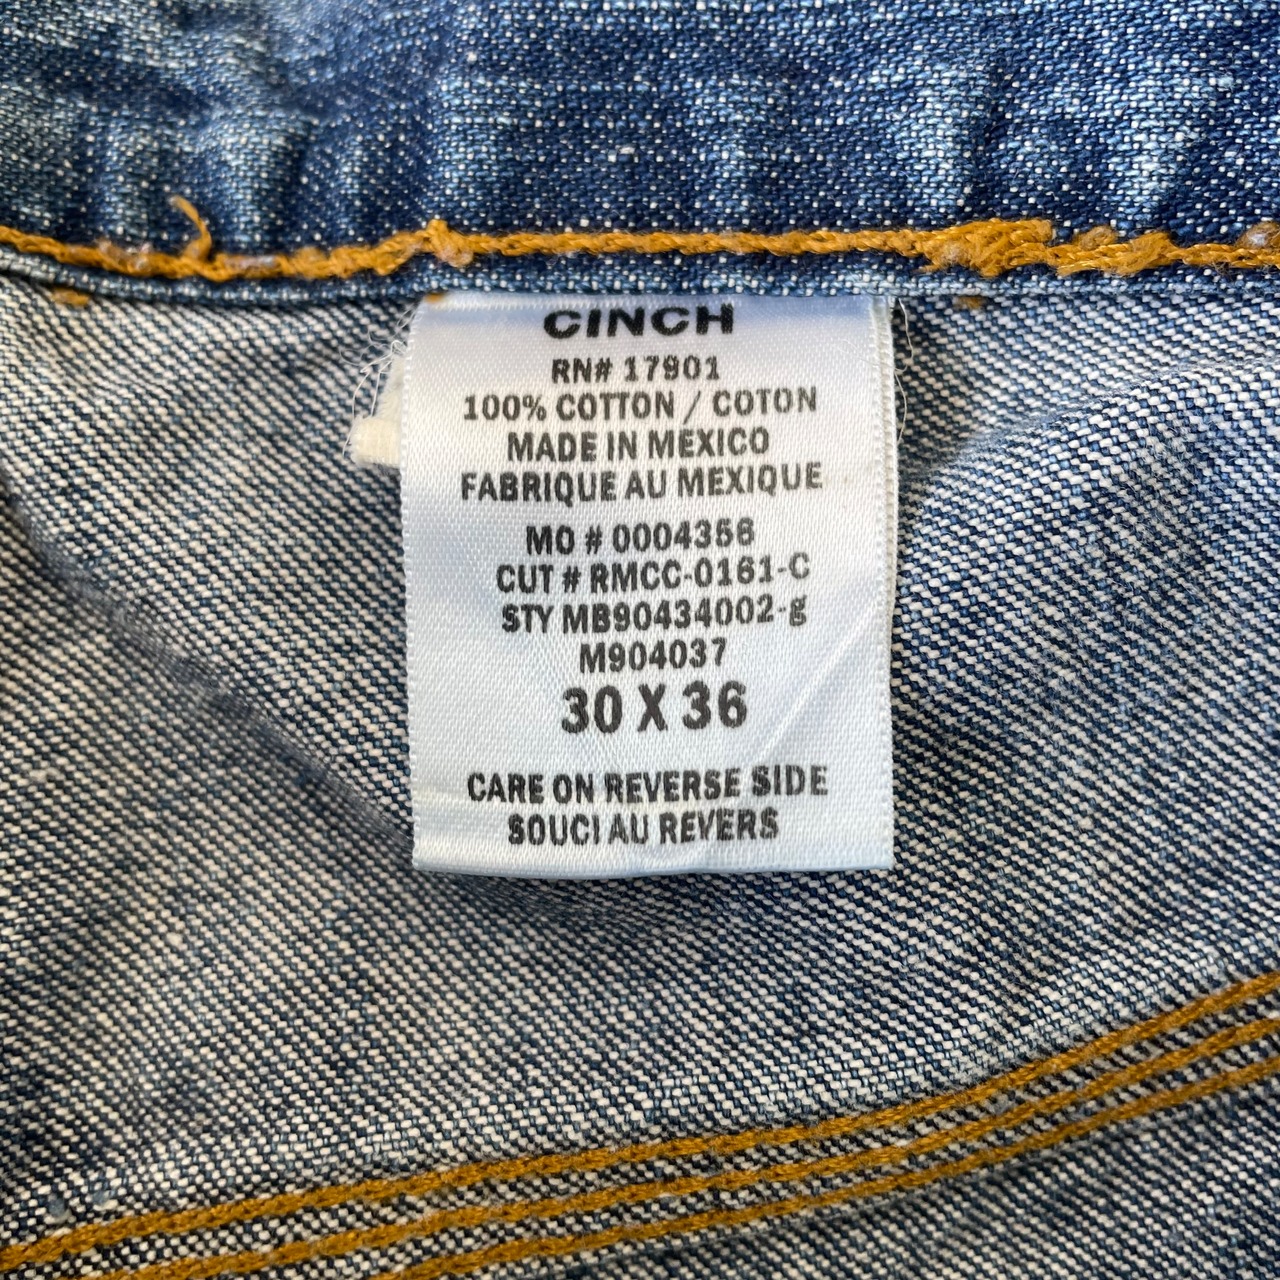 CINCH
RN# 17901
100% COTTON / COTON
MADE IN MEXICO
FABRIQUE AU MEXIQUE
MO # 0004356
CUT # RMCC-0161-C
STY MB90434002-g
M904037
30 X 36
CARE ON REVERSE SIDE
SOUCI AU REVERS